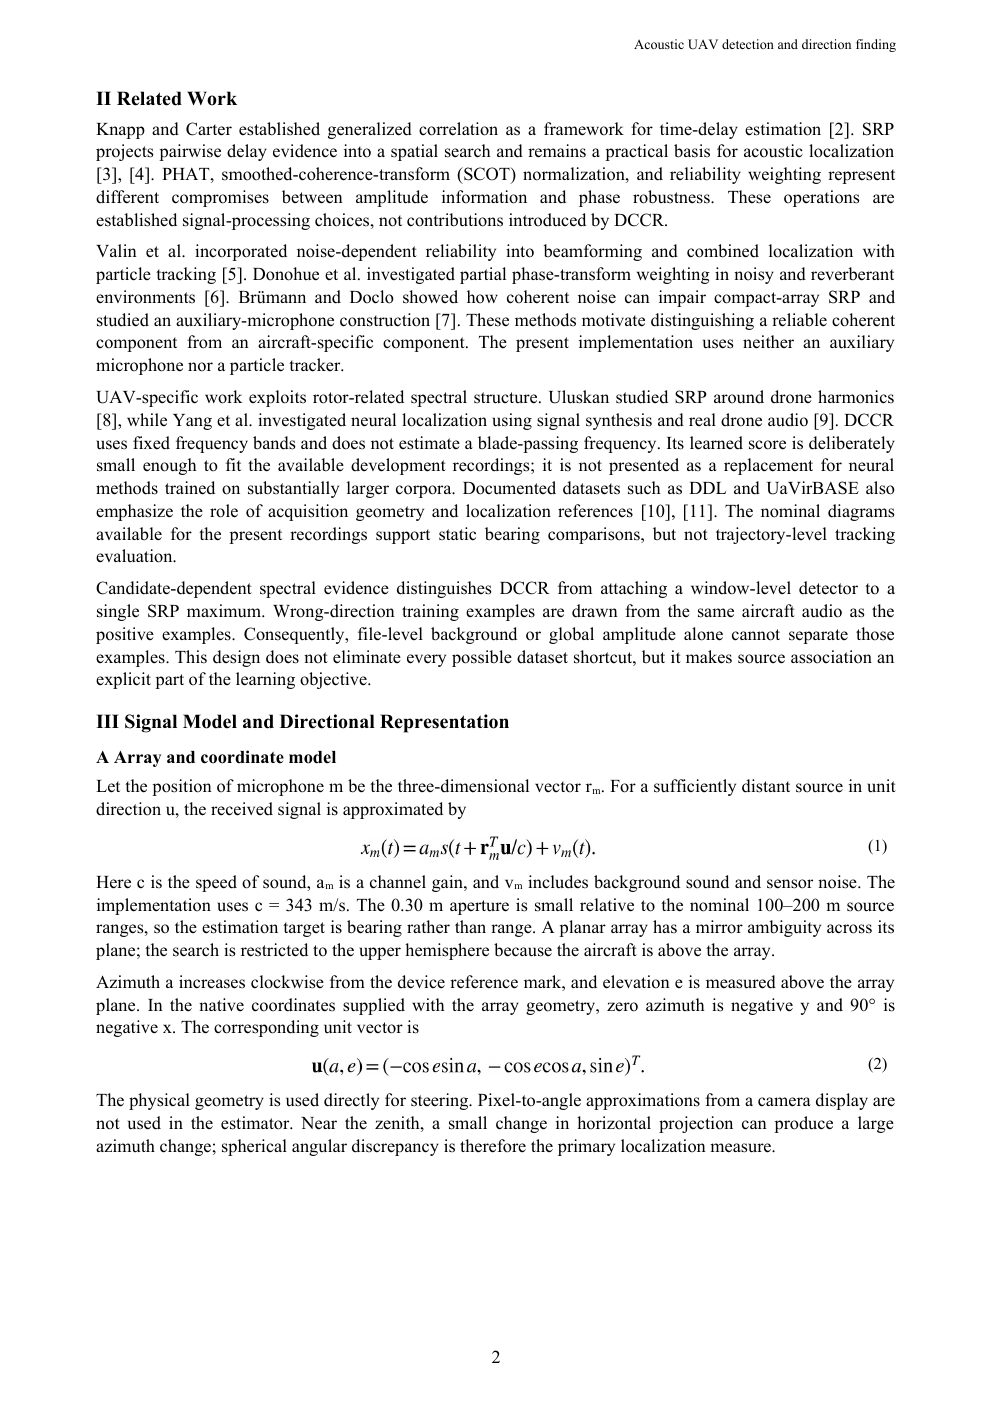 Acoustic UAV detection and direction finding
II Related Work
Knapp and Carter established generalized correlation as a framework for time-delay estimation [2]. SRP
projects pairwise delay evidence into a spatial search and remains a practical basis for acoustic localization
[3], [4]. PHAT, smoothed-coherence-transform (SCOT) normalization, and reliability weighting represent
different compromises between amplitude information and phase robustness. These operations are
established signal-processing choices, not contributions introduced by DCCR.
Valin et al. incorporated noise-dependent reliability into beamforming and combined localization with
particle tracking [5]. Donohue et al. investigated partial phase-transform weighting in noisy and reverberant
environments [6]. Brümann and Doclo showed how coherent noise can impair compact-array SRP and
studied an auxiliary-microphone construction [7]. These methods motivate distinguishing a reliable coherent
component from an aircraft-specific component. The present implementation uses neither an auxiliary
microphone nor a particle tracker.
UAV-specific work exploits rotor-related spectral structure. Uluskan studied SRP around drone harmonics
[8], while Yang et al. investigated neural localization using signal synthesis and real drone audio [9]. DCCR
uses fixed frequency bands and does not estimate a blade-passing frequency. Its learned score is deliberately
small enough to fit the available development recordings; it is not presented as a replacement for neural
methods trained on substantially larger corpora. Documented datasets such as DDL and UaVirBASE also
emphasize the role of acquisition geometry and localization references [10], [11]. The nominal diagrams
available for the present recordings support static bearing comparisons, but not trajectory-level tracking
evaluation.
Candidate-dependent spectral evidence distinguishes DCCR from attaching a window-level detector to a
single SRP maximum. Wrong-direction training examples are drawn from the same aircraft audio as the
positive examples. Consequently, file-level background or global amplitude alone cannot separate those
examples. This design does not eliminate every possible dataset shortcut, but it makes source association an
explicit part of the learning objective.
III Signal Model and Directional Representation
A Array and coordinate model
Let the position of microphone m be the three-dimensional vector rₘ. For a sufficiently distant source in unit
direction u, the received signal is approximated by
xₘ(t) = aₘs(t + rₘᵀu/c) + vₘ(t). (1)
Here c is the speed of sound, aₘ is a channel gain, and vₘ includes background sound and sensor noise. The
implementation uses c = 343 m/s. The 0.30 m aperture is small relative to the nominal 100–200 m source
ranges, so the estimation target is bearing rather than range. A planar array has a mirror ambiguity across its
plane; the search is restricted to the upper hemisphere because the aircraft is above the array.
Azimuth a increases clockwise from the device reference mark, and elevation e is measured above the array
plane. In the native coordinates supplied with the array geometry, zero azimuth is negative y and 90° is
negative x. The corresponding unit vector is
u(a, e) = (−cos e sin a, − cos e cos a, sin e)ᵀ. (2)
The physical geometry is used directly for steering. Pixel-to-angle approximations from a camera display are
not used in the estimator. Near the zenith, a small change in horizontal projection can produce a large
azimuth change; spherical angular discrepancy is therefore the primary localization measure.
2